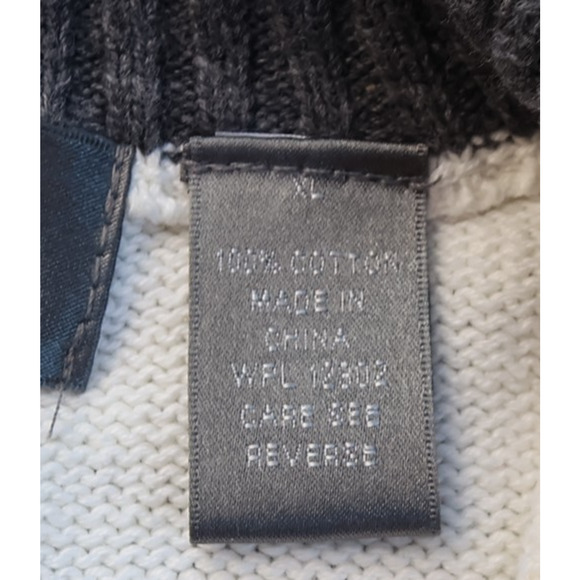 XL
100% COTTON
MADE IN
CHINA
WPL 12302
CARE SEE
REVERSE